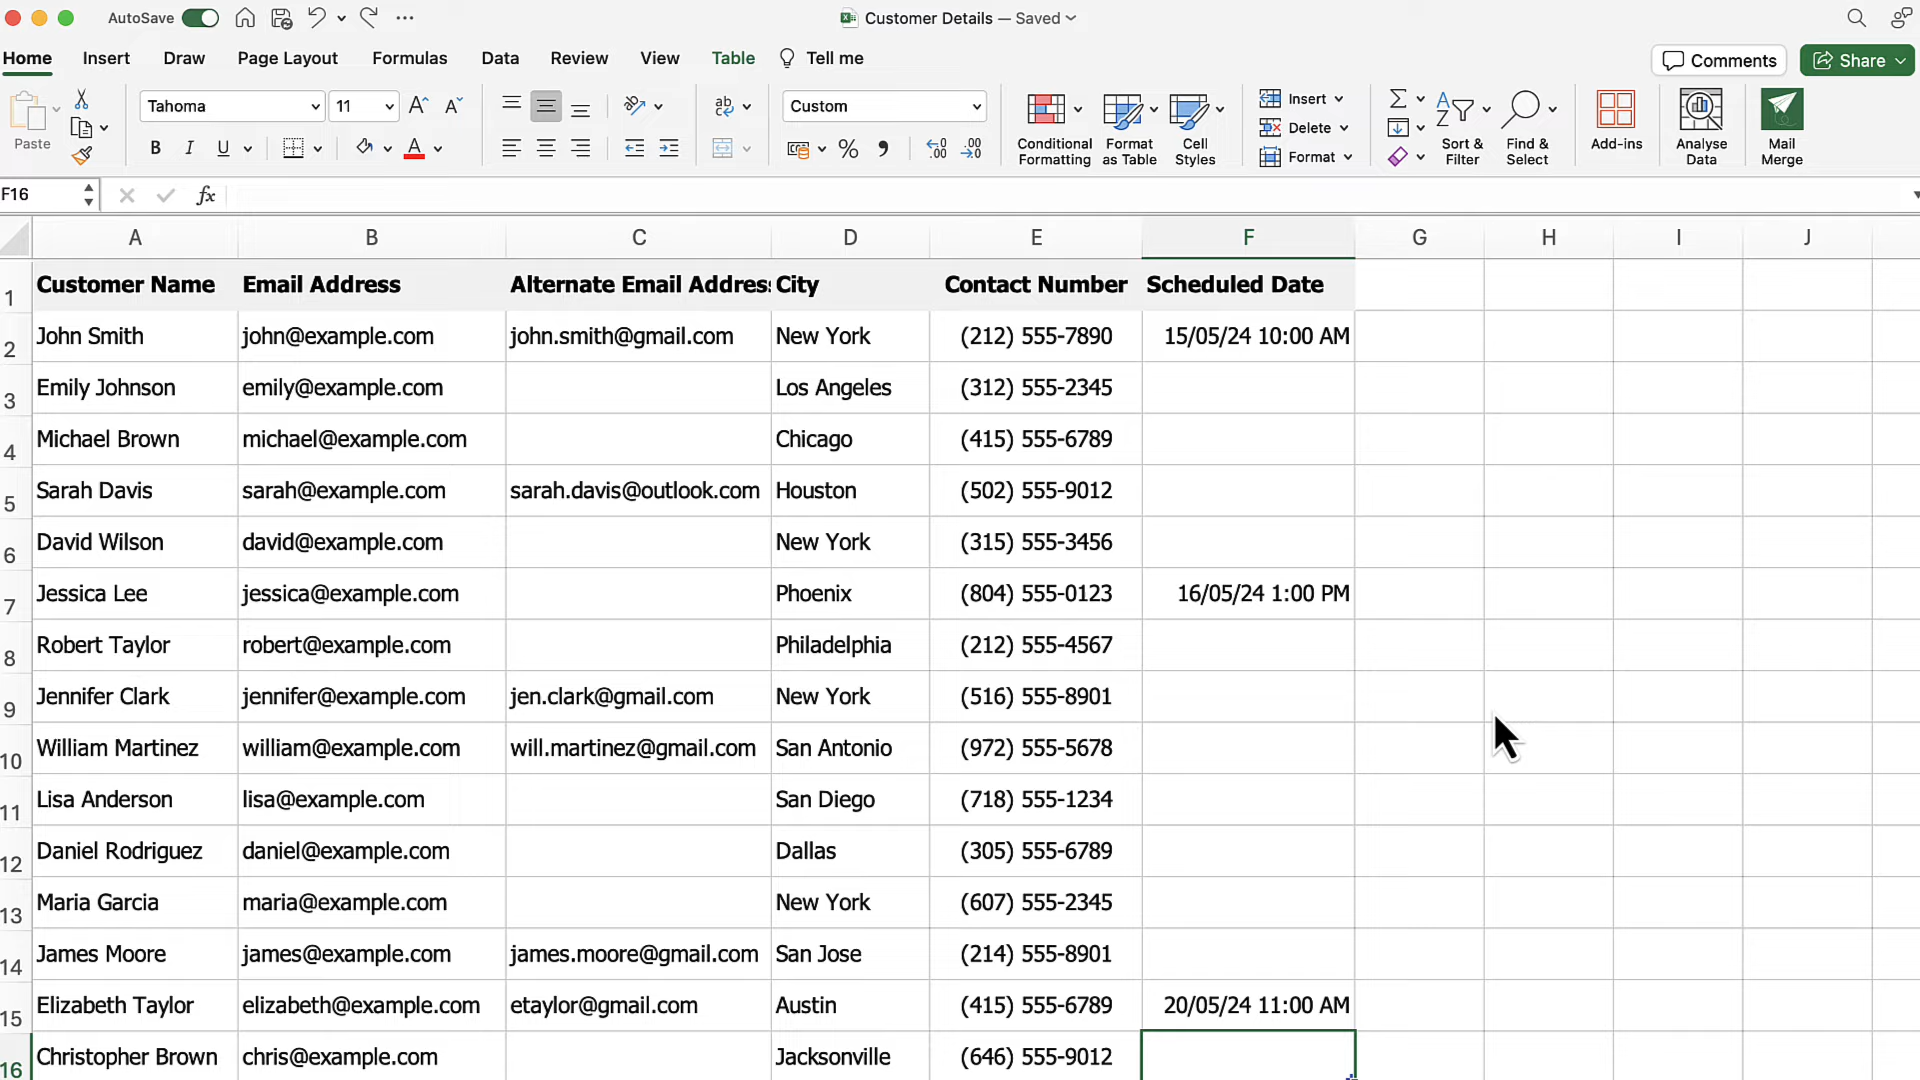 AutoSave
Customer Details — Saved
Home Insert Draw Page Layout Formulas Data Review View Table Tell me
Comments Share
Paste
Tahoma 11
B I U
A A
A
ab
c
Custom
% 9
.00
.00
Conditional Formatting
Format as Table
Cell Styles
Insert
Delete
Format
Sort & Filter
Find & Select
Add-ins
Analyse Data
Mail Merge
F16 fx
A B C D E F G H I J
1 Customer Name Email Address Alternate Email Address City Contact Number Scheduled Date
2 John Smith john@example.com john.smith@gmail.com New York (212) 555-7890 15/05/24 10:00 AM
3 Emily Johnson emily@example.com Los Angeles (312) 555-2345
4 Michael Brown michael@example.com Chicago (415) 555-6789
5 Sarah Davis sarah@example.com sarah.davis@outlook.com Houston (502) 555-9012
6 David Wilson david@example.com New York (315) 555-3456
7 Jessica Lee jessica@example.com Phoenix (804) 555-0123 16/05/24 1:00 PM
8 Robert Taylor robert@example.com Philadelphia (212) 555-4567
9 Jennifer Clark jennifer@example.com jen.clark@gmail.com New York (516) 555-8901
10 William Martinez william@example.com will.martinez@gmail.com San Antonio (972) 555-5678
11 Lisa Anderson lisa@example.com San Diego (718) 555-1234
12 Daniel Rodriguez daniel@example.com Dallas (305) 555-6789
13 Maria Garcia maria@example.com New York (607) 555-2345
14 James Moore james@example.com james.moore@gmail.com San Jose (214) 555-8901
15 Elizabeth Taylor elizabeth@example.com etaylor@gmail.com Austin (415) 555-6789 20/05/24 11:00 AM
16 Christopher Brown chris@example.com Jacksonville (646) 555-9012